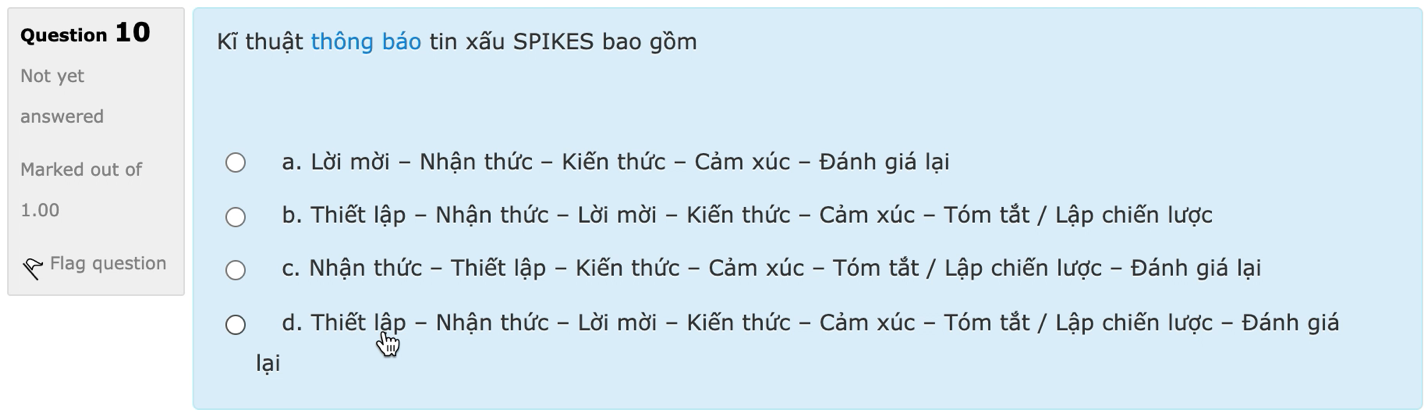 Question 10
Not yet
answered
Marked out of
1.00
Flag question
Kĩ thuật thông báo tin xấu SPIKES bao gồm
a. Lời mời – Nhận thức – Kiến thức – Cảm xúc – Đánh giá lại
b. Thiết lập – Nhận thức – Lời mời – Kiến thức – Cảm xúc – Tóm tắt / Lập chiến lược
c. Nhận thức – Thiết lập – Kiến thức – Cảm xúc – Tóm tắt / Lập chiến lược – Đánh giá lại
d. Thiết lập – Nhận thức – Lời mời – Kiến thức – Cảm xúc – Tóm tắt / Lập chiến lược – Đánh giá
lại